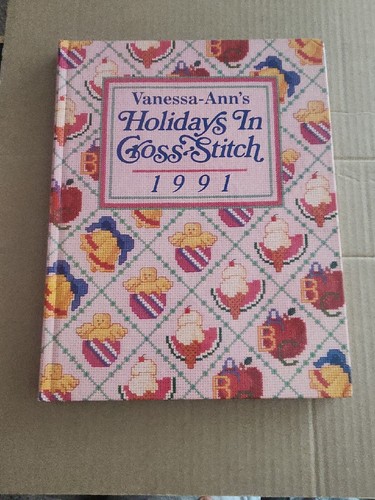 Vanessa-Ann's
Holidays In
Cross-Stitch
1991
B
B
B
B